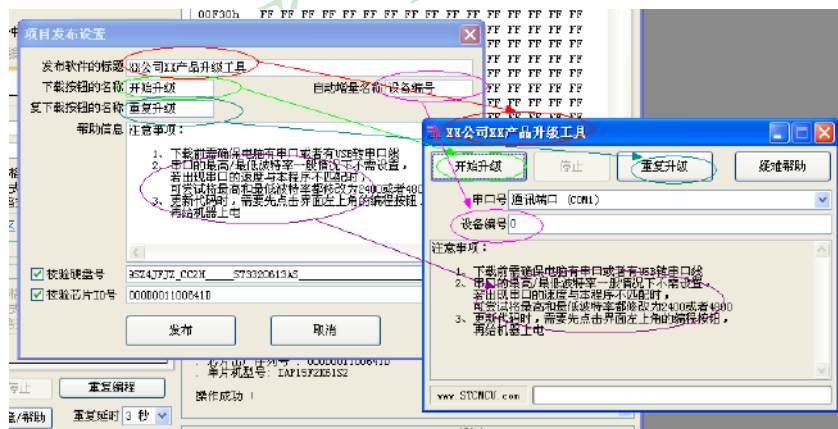 00F30h FF FF FF FF FF FF FF FF FF FF FF FF FF FF FF FF
项目发布设置
发布软件的标题 XX公司XX产品升级工具
下载按钮的名称 开始升级
自动增量名称 设备编号
复下载按钮的名称 重复升级
帮助信息 注意事项:
1、下载前需确保电脑有串口或者有USB转串口线
2、串口的最高/最低波特率一般情况下不需设置,
若出现串口的速度与本程序不匹配时,
可尝试将最高和最低波特率都修改为2400或者480
3、更新代码时,需要先点击界面左上角的编程按钮,
再给机器上电
校验硬盘号
校验芯片ID号 0000001100641D
发布
取消
XX公司XX产品升级工具
开始升级
停止
重复升级
疑难帮助
串口号 通讯端口 (COM1)
设备编号 0
注意事项:
1、下载前需确保电脑有串口或者有USB转串口线
2、串口的最高/最低波特率一般情况下不需设置,
若出现串口的速度与本程序不匹配时,
可尝试将最高和最低波特率都修改为2400或者4800
3、更新代码时,需要先点击界面左上角的编程按钮,
再给机器上电
www.STCMCU.com
. 单片机型号: IAP15F2K61S2
操作成功 !
停止
重复编程
/帮助
重复延时 3 秒